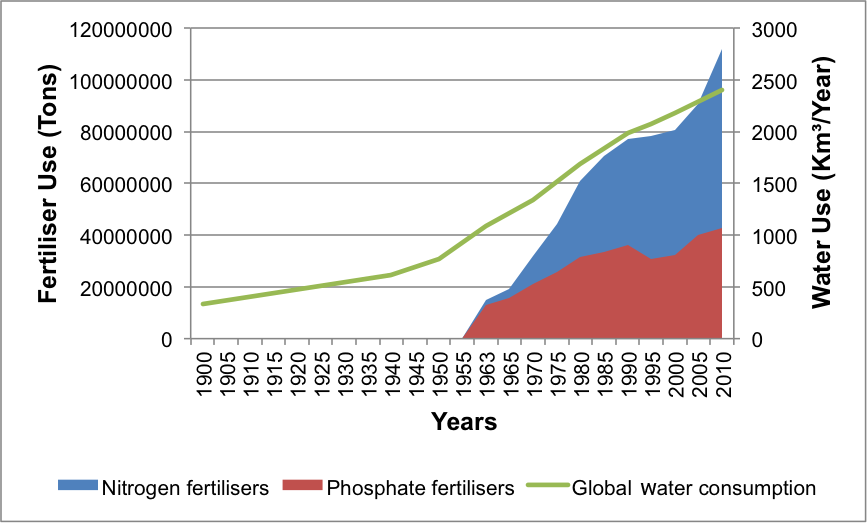 120000000
100000000
80000000
60000000
40000000
20000000
0
Fertiliser Use (Tons)
3000
2500
2000
1500
1000
500
0
Water Use (Km³/Year)
1900 1905 1910 1915 1920 1925 1930 1935 1940 1945 1950 1955 1963 1965 1970 1975 1980 1985 1990 1995 2000 2005 2010
Years
Nitrogen fertilisers Phosphate fertilisers Global water consumption